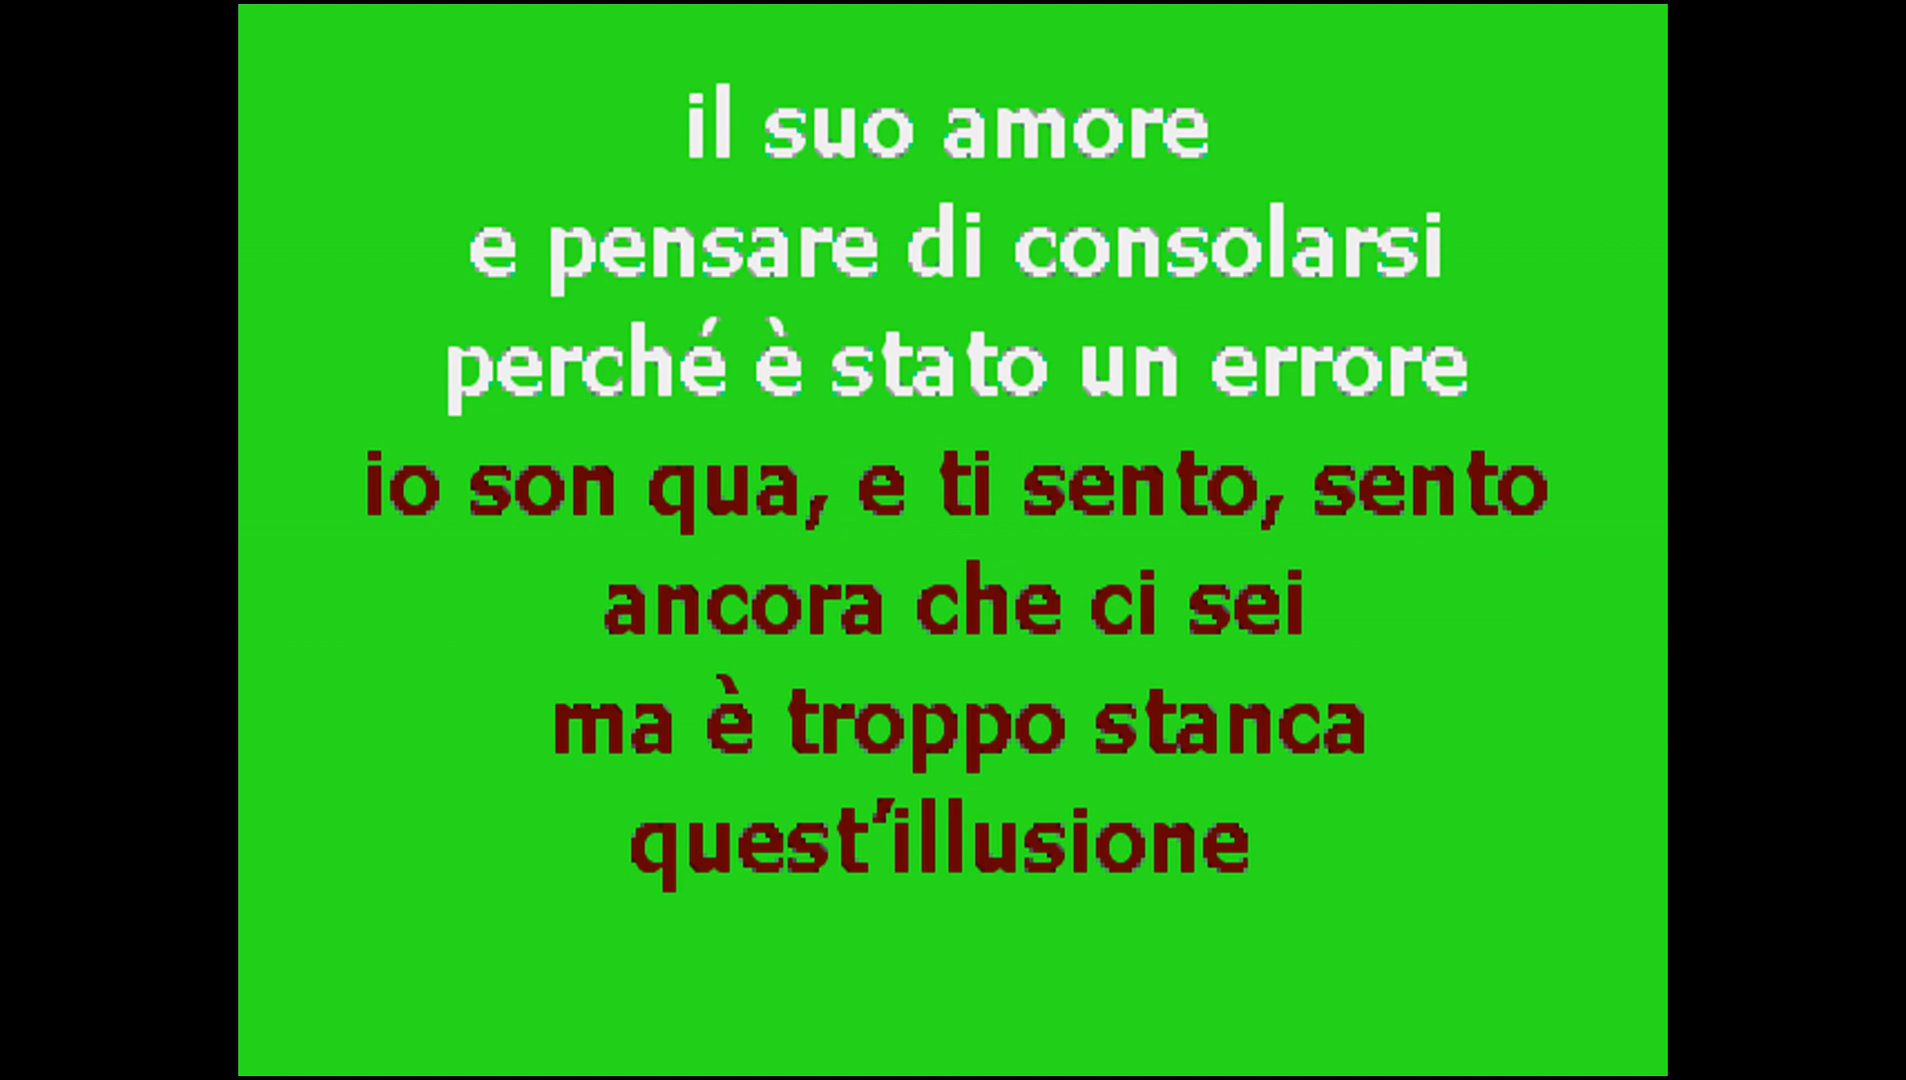 il suo amore
e pensare di consolarsi
perché è stato un errore
io son qua, e ti sento, sento
ancora che ci sei
ma è troppo stanca
quest'illusione